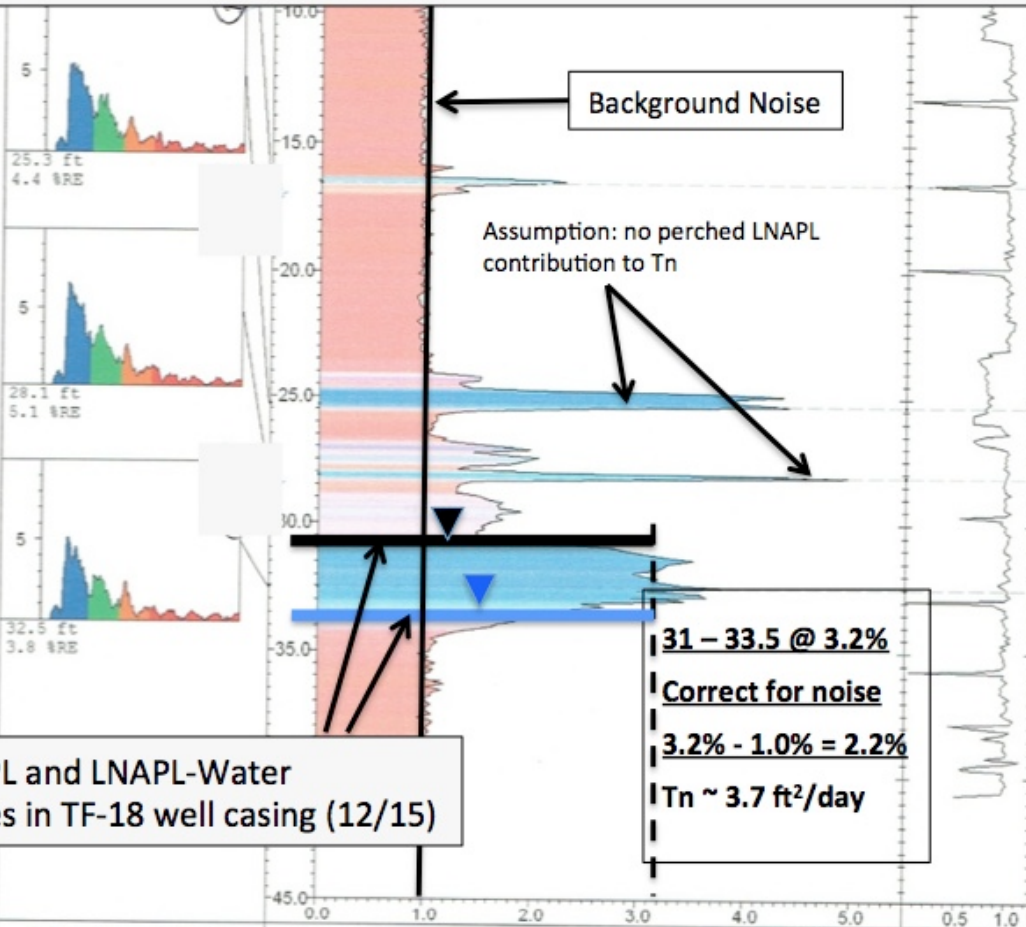 -10.0
Background Noise
5
-15.0
25.3 ft
4.4 %RE
Assumption: no perched LNAPL
contribution to Tn
-20.0
5
28.1 ft
5.1 %RE
-25.0
5
30.0
32.5 ft
3.8 %RE
-35.0
31 – 33.5 @ 3.2%
Correct for noise
3.2% - 1.0% = 2.2%
Tn ~ 3.7 ft²/day
PL and LNAPL-Water
es in TF-18 well casing (12/15)
-45.0
0.0 1.0 2.0 3.0 4.0 5.0 0.5 1.0